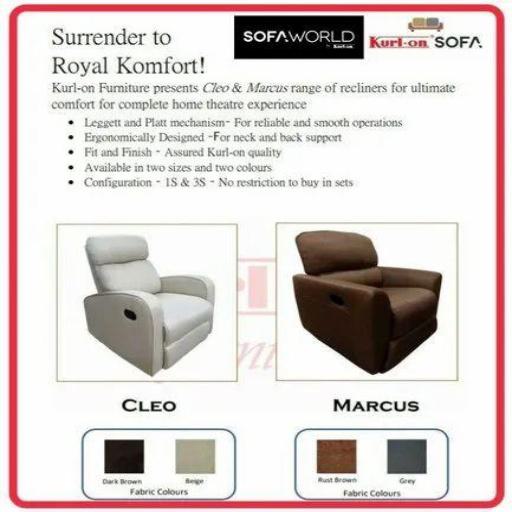 Surrender to
Royal Komfort!
SOFAWORLD
by Kurl-on
Kurl-on SOFA
Kurl-on Furniture presents Cleo & Marcus range of recliners for ultimate
comfort for complete home theatre experience
• Leggett and Platt mechanism- For reliable and smooth operations
• Ergonomically Designed -For neck and back support
• Fit and Finish - Assured Kurl-on quality
• Available in two sizes and two colours
• Configuration - 1S & 3S - No restriction to buy in sets
CLEO
MARCUS
Dark Brown Beige
Fabric Colours
Rust Brown Grey
Fabric Colours